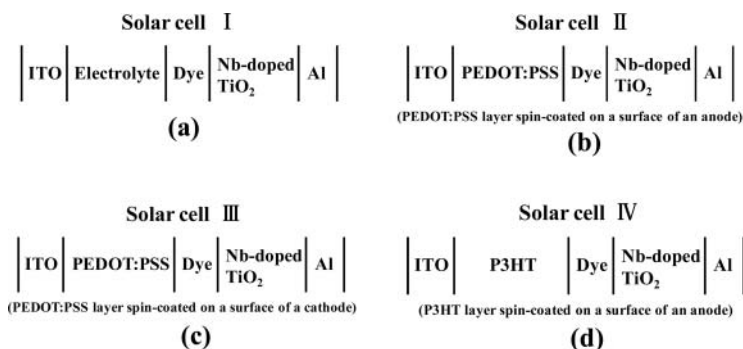 Solar cell Ⅰ
ITO Electrolyte Dye Nb-doped TiO2 Al
(a)
Solar cell Ⅱ
ITO PEDOT:PSS Dye Nb-doped TiO2 Al
(PEDOT:PSS layer spin-coated on a surface of an anode)
(b)
Solar cell Ⅲ
ITO PEDOT:PSS Dye Nb-doped TiO2 Al
(PEDOT:PSS layer spin-coated on a surface of a cathode)
(c)
Solar cell Ⅳ
ITO P3HT Dye Nb-doped TiO2 Al
(P3HT layer spin-coated on a surface of an anode)
(d)